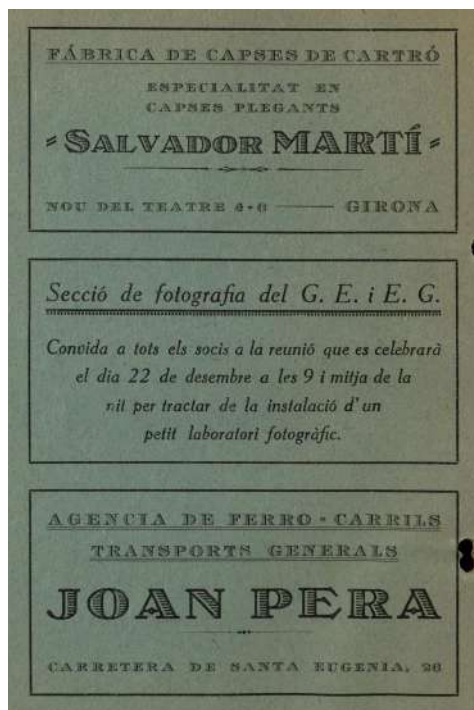 FÁBRICA DE CAPSES DE CARTRÓ
ESPECIALITAT EN
CAPSES PLEGANTS
SALVADOR MARTÍ
NOU DEL TEATRE 4-6 —— GIRONA
Secció de fotografia del G. E. i E. G.
Convida a tots els socis a la reunió que es celebrarà
el dia 22 de desembre a les 9 i mitja de la
nit per tractar de la instalació d'un
petit laboratori fotogràfic.
AGENCIA DE FERRO-CARRILS
TRANSPORTS GENERALS
JOAN PERA
CARRETERA DE SANTA EUGENIA, 26